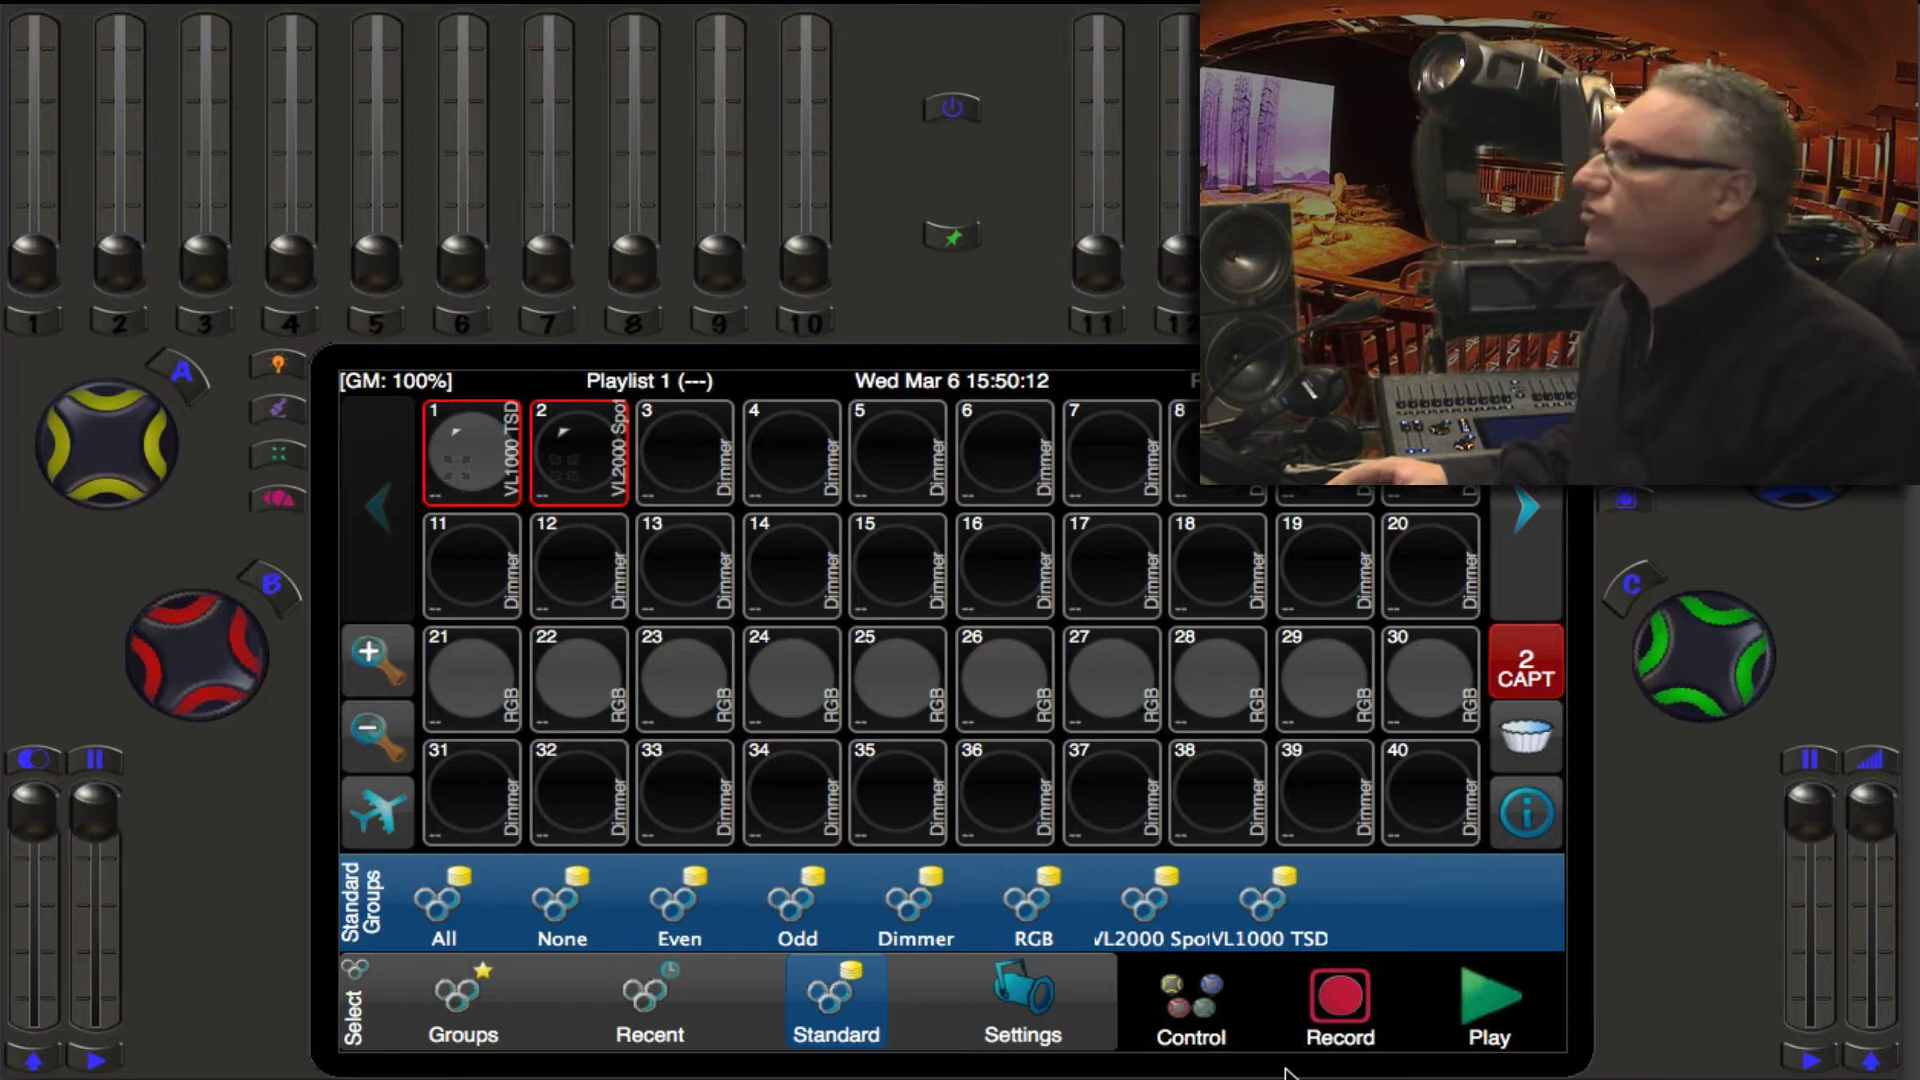 1 2 3 4 5 6 7 8 9 10 11 12
A
B
C
[GM: 100%] Playlist 1 (---) Wed Mar 6 15:50:12
1 VL1000 TSD --
2 VL2000 Spot --
3 Dimmer --
4 Dimmer --
5 Dimmer --
6 Dimmer --
7 Dimmer --
8
11 Dimmer --
12 Dimmer --
13 Dimmer --
14 Dimmer --
15 Dimmer --
16 Dimmer --
17 Dimmer --
18 Dimmer --
19 Dimmer --
20 Dimmer --
21 RGB --
22 RGB --
23 RGB --
24 RGB --
25 RGB --
26 RGB --
27 RGB --
28 RGB --
29 RGB --
30 RGB --
31 Dimmer --
32 Dimmer --
33 Dimmer --
34 Dimmer --
35 Dimmer --
36 Dimmer --
37 Dimmer --
38 Dimmer --
39 Dimmer --
40 Dimmer --
2
CAPT
Standard
Groups
All None Even Odd Dimmer RGB VL2000 Spot VL1000 TSD
Select
Groups Recent Standard Settings Control Record Play